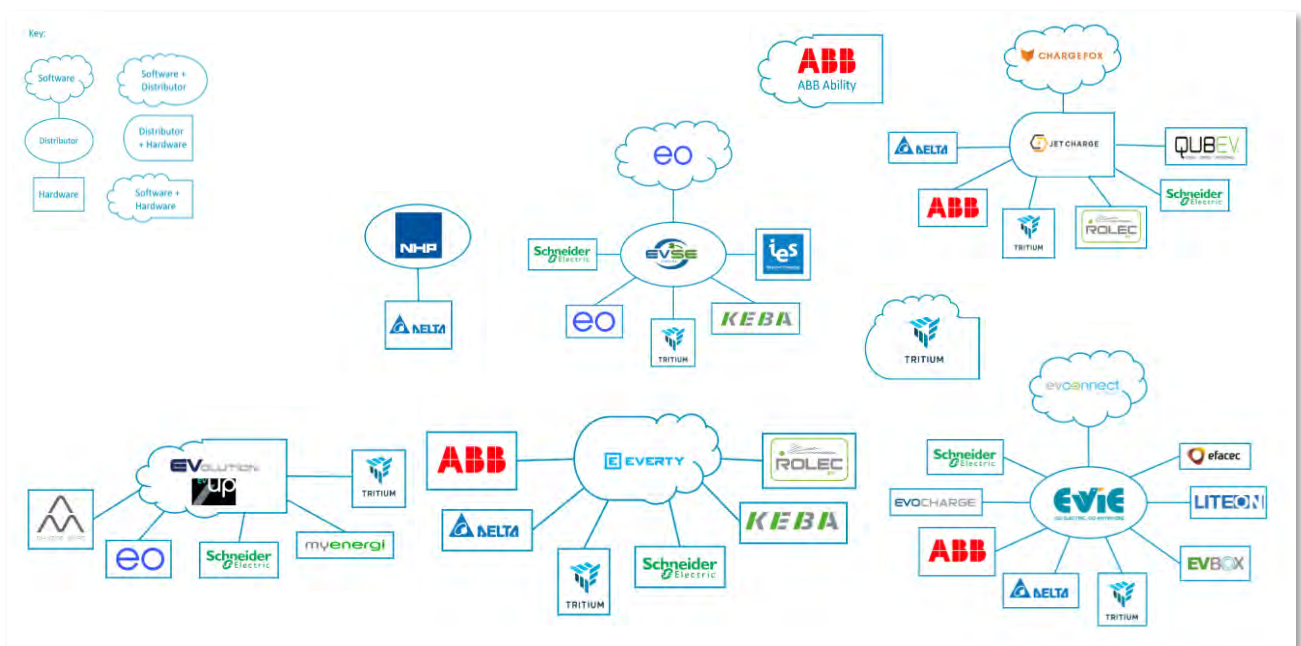 Key:
Software
Software +
Distributor
Distributor
Distributor
+ Hardware
Hardware
Software +
Hardware
ABB
ABB Ability
CHARGEFOX
JETCHARGE
DELTA
ABB
TRITIUM
ROLEC
Schneider
Electric
QUBEV
eo
EVSE
Schneider
Electric
eo
TRITIUM
KEBA
ies
NHP
DELTA
TRITIUM
EVOLUTION
EV up
eo
Schneider
Electric
myenergi
TRITIUM
EVERTY
ABB
DELTA
TRITIUM
Schneider
Electric
KEBA
ROLEC
evconnect
EViE
Schneider
Electric
EVOCHARGE
ABB
DELTA
TRITIUM
EVBOX
LITEON
efacec